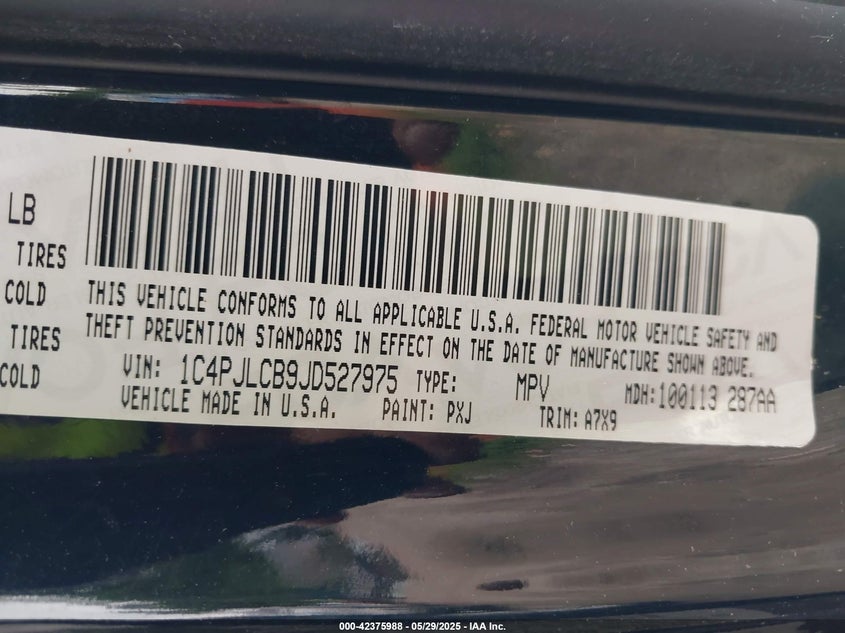 LB
TIRES
COLD
TIRES
COLD
THIS VEHICLE CONFORMS TO ALL APPLICABLE U.S.A. FEDERAL MOTOR VEHICLE SAFETY AND
THEFT PREVENTION STANDARDS IN EFFECT ON THE DATE OF MANUFACTURE SHOWN ABOVE.
VIN: 1C4PJLCB9JD527975 TYPE: MPV MDH: 100113 287AA
VEHICLE MADE IN U.S.A. PAINT: PXJ TRIM: A7X9
000-42375988 - 05/29/2025 - IAA Inc.